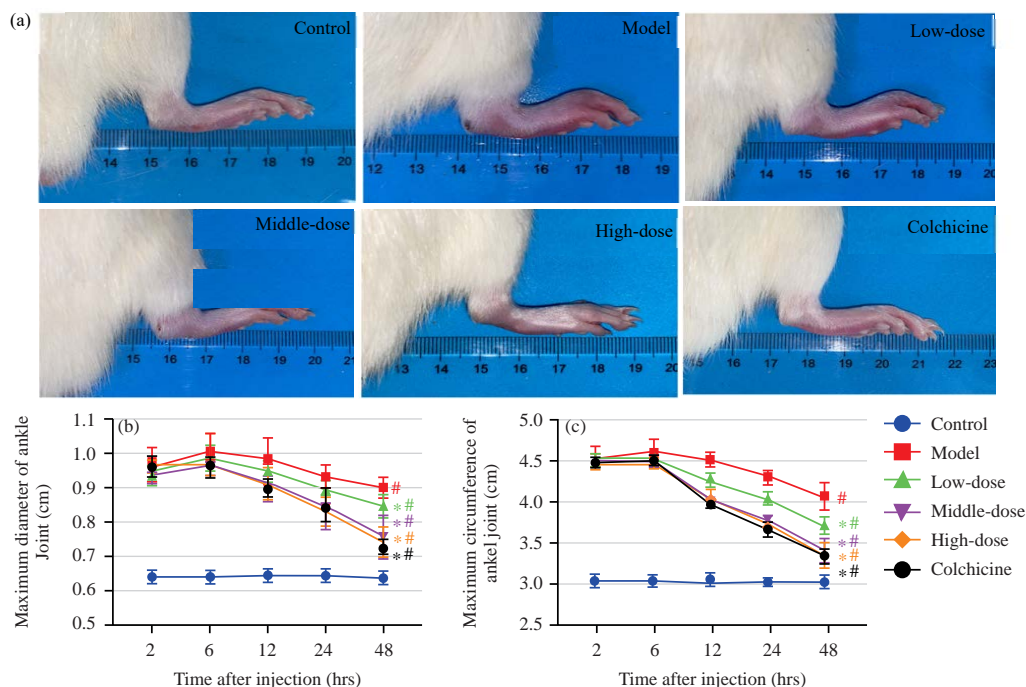 (a)
Control
Model
Low-dose
14 15 16 17 18 19 20
12 13 14 15 16 17 18 19
13 14 15 16 17 18 19 20
Middle-dose
High-dose
Colchicine
15 16 17 18 19 20 21
13 14 15 16 17 18 19 20
15 16 17 18 19 20 21 22 23
(b)
Maximum diameter of ankle
Joint (cm)
1.1
1.0
0.9
0.8
0.7
0.6
0.5
#
∗#
∗#
∗#
∗#
2 6 12 24 48
Time after injection (hrs)
(c)
Maximum circumference of
ankel joint (cm)
5.0
4.5
4.0
3.5
3.0
2.5
#
∗#
∗#
∗#
∗#
2 6 12 24 48
Time after injection (hrs)
Control
Model
Low-dose
Middle-dose
High-dose
Colchicine